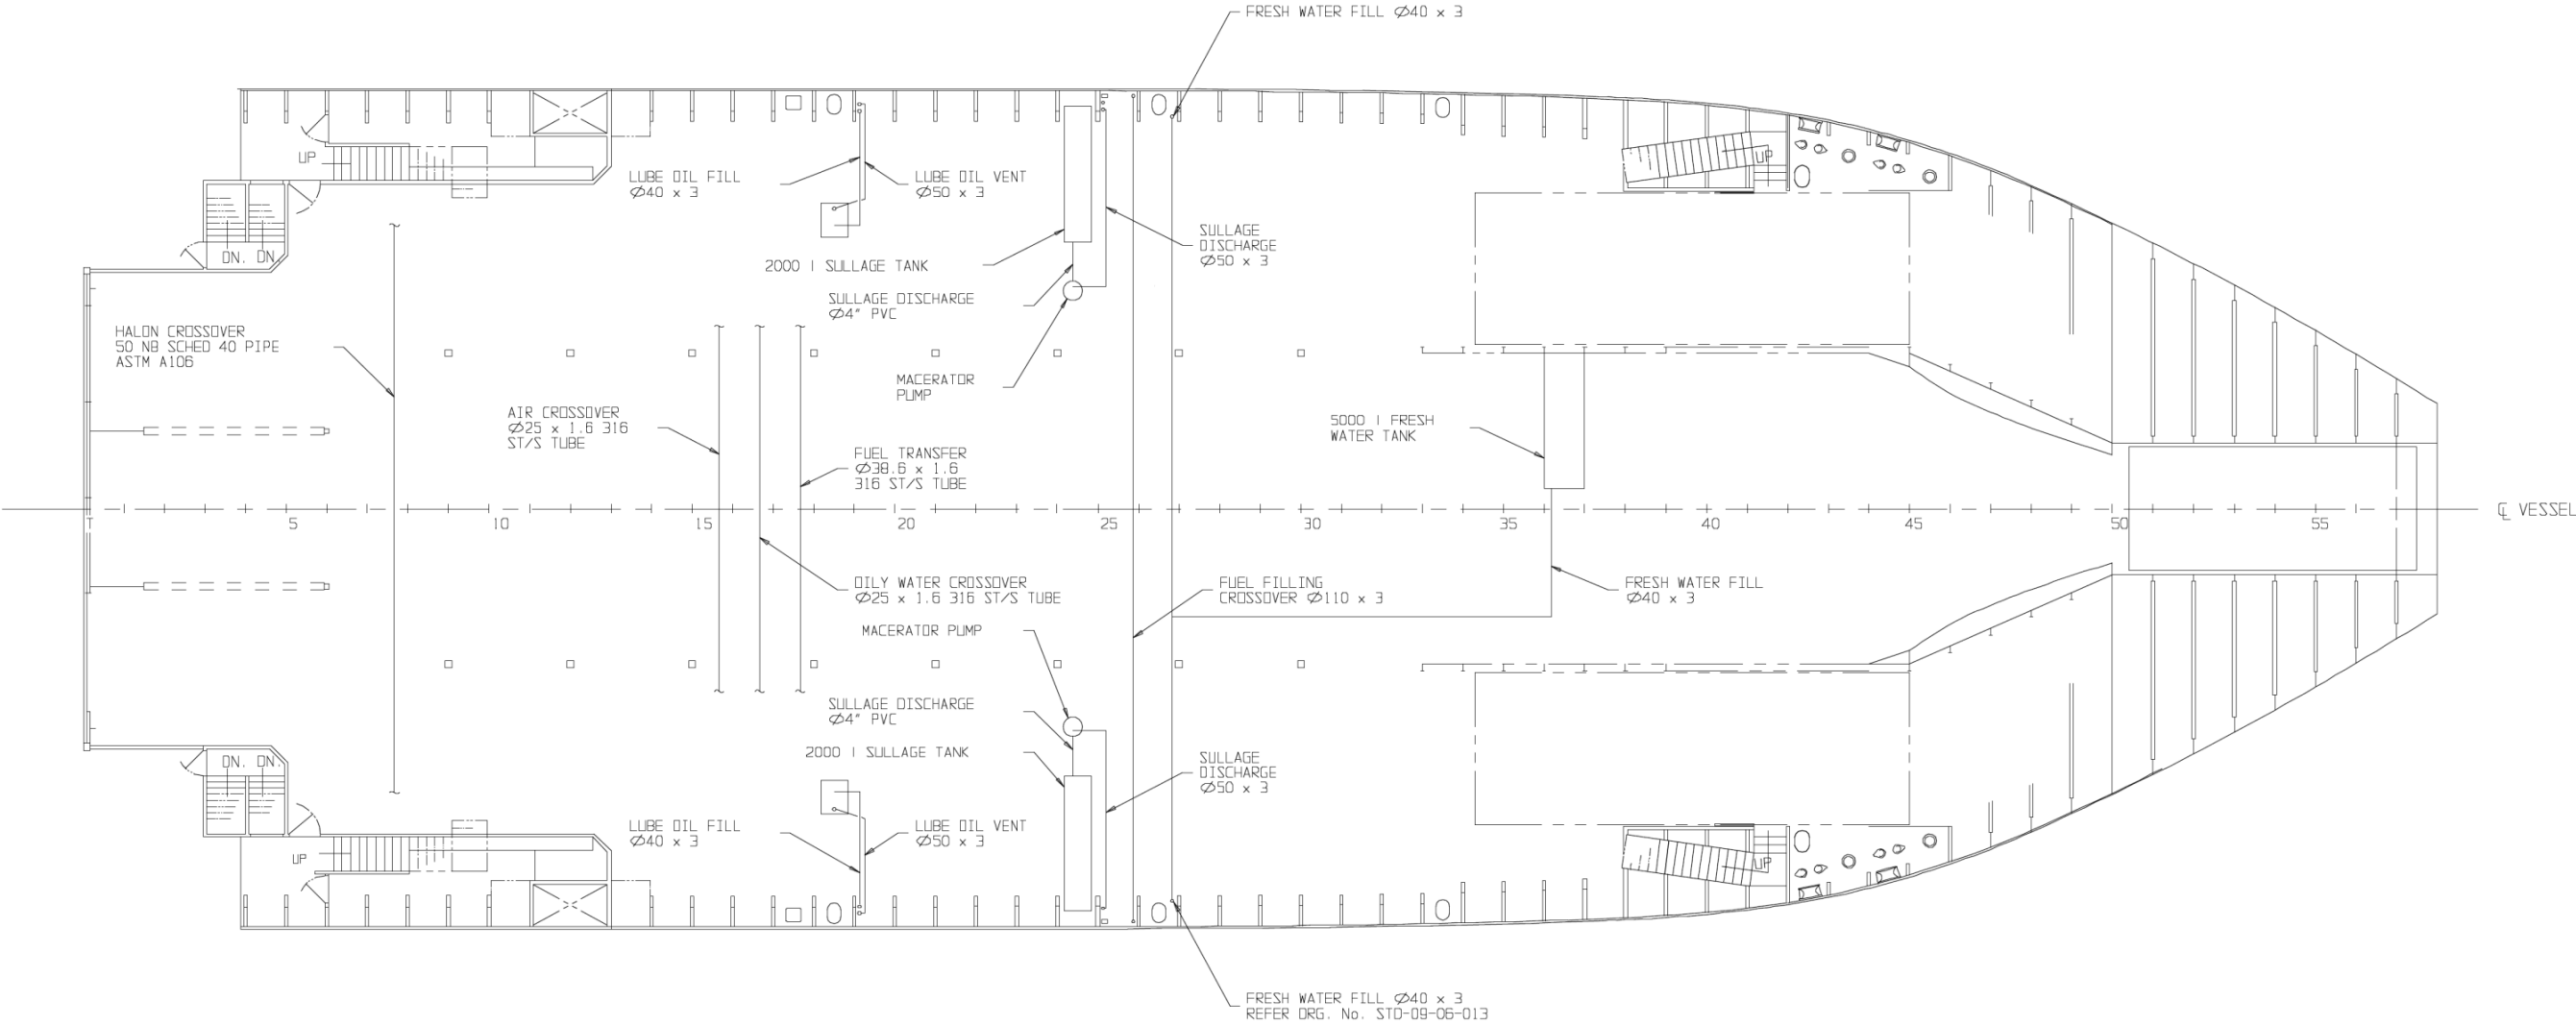 FRESH WATER FILL Ø40 x 3
UP
LUBE OIL FILL
Ø40 x 3
LUBE OIL VENT
Ø50 x 3
UP
DN. DN.
SULLAGE
DISCHARGE
Ø50 x 3
2000 l SULLAGE TANK
SULLAGE DISCHARGE
Ø4" PVC
HALON CROSSOVER
50 NB SCHED 40 PIPE
ASTM A106
MACERATOR
PUMP
AIR CROSSOVER
Ø25 x 1.6 316
ST/S TUBE
5000 l FRESH
WATER TANK
FUEL TRANSFER
Ø38.6 x 1.6
316 ST/S TUBE
5 10 15 20 25 30 35 40 45 50 55
℄ VESSEL
OILY WATER CROSSOVER
Ø25 x 1.6 316 ST/S TUBE
FUEL FILLING
CROSSOVER Ø110 x 3
FRESH WATER FILL
Ø40 x 3
MACERATOR PUMP
SULLAGE DISCHARGE
Ø4" PVC
2000 l SULLAGE TANK
SULLAGE
DISCHARGE
Ø50 x 3
DN. DN.
LUBE OIL FILL
Ø40 x 3
LUBE OIL VENT
Ø50 x 3
UP
UP
FRESH WATER FILL Ø40 x 3
REFER DRG. No. STD-09-06-013